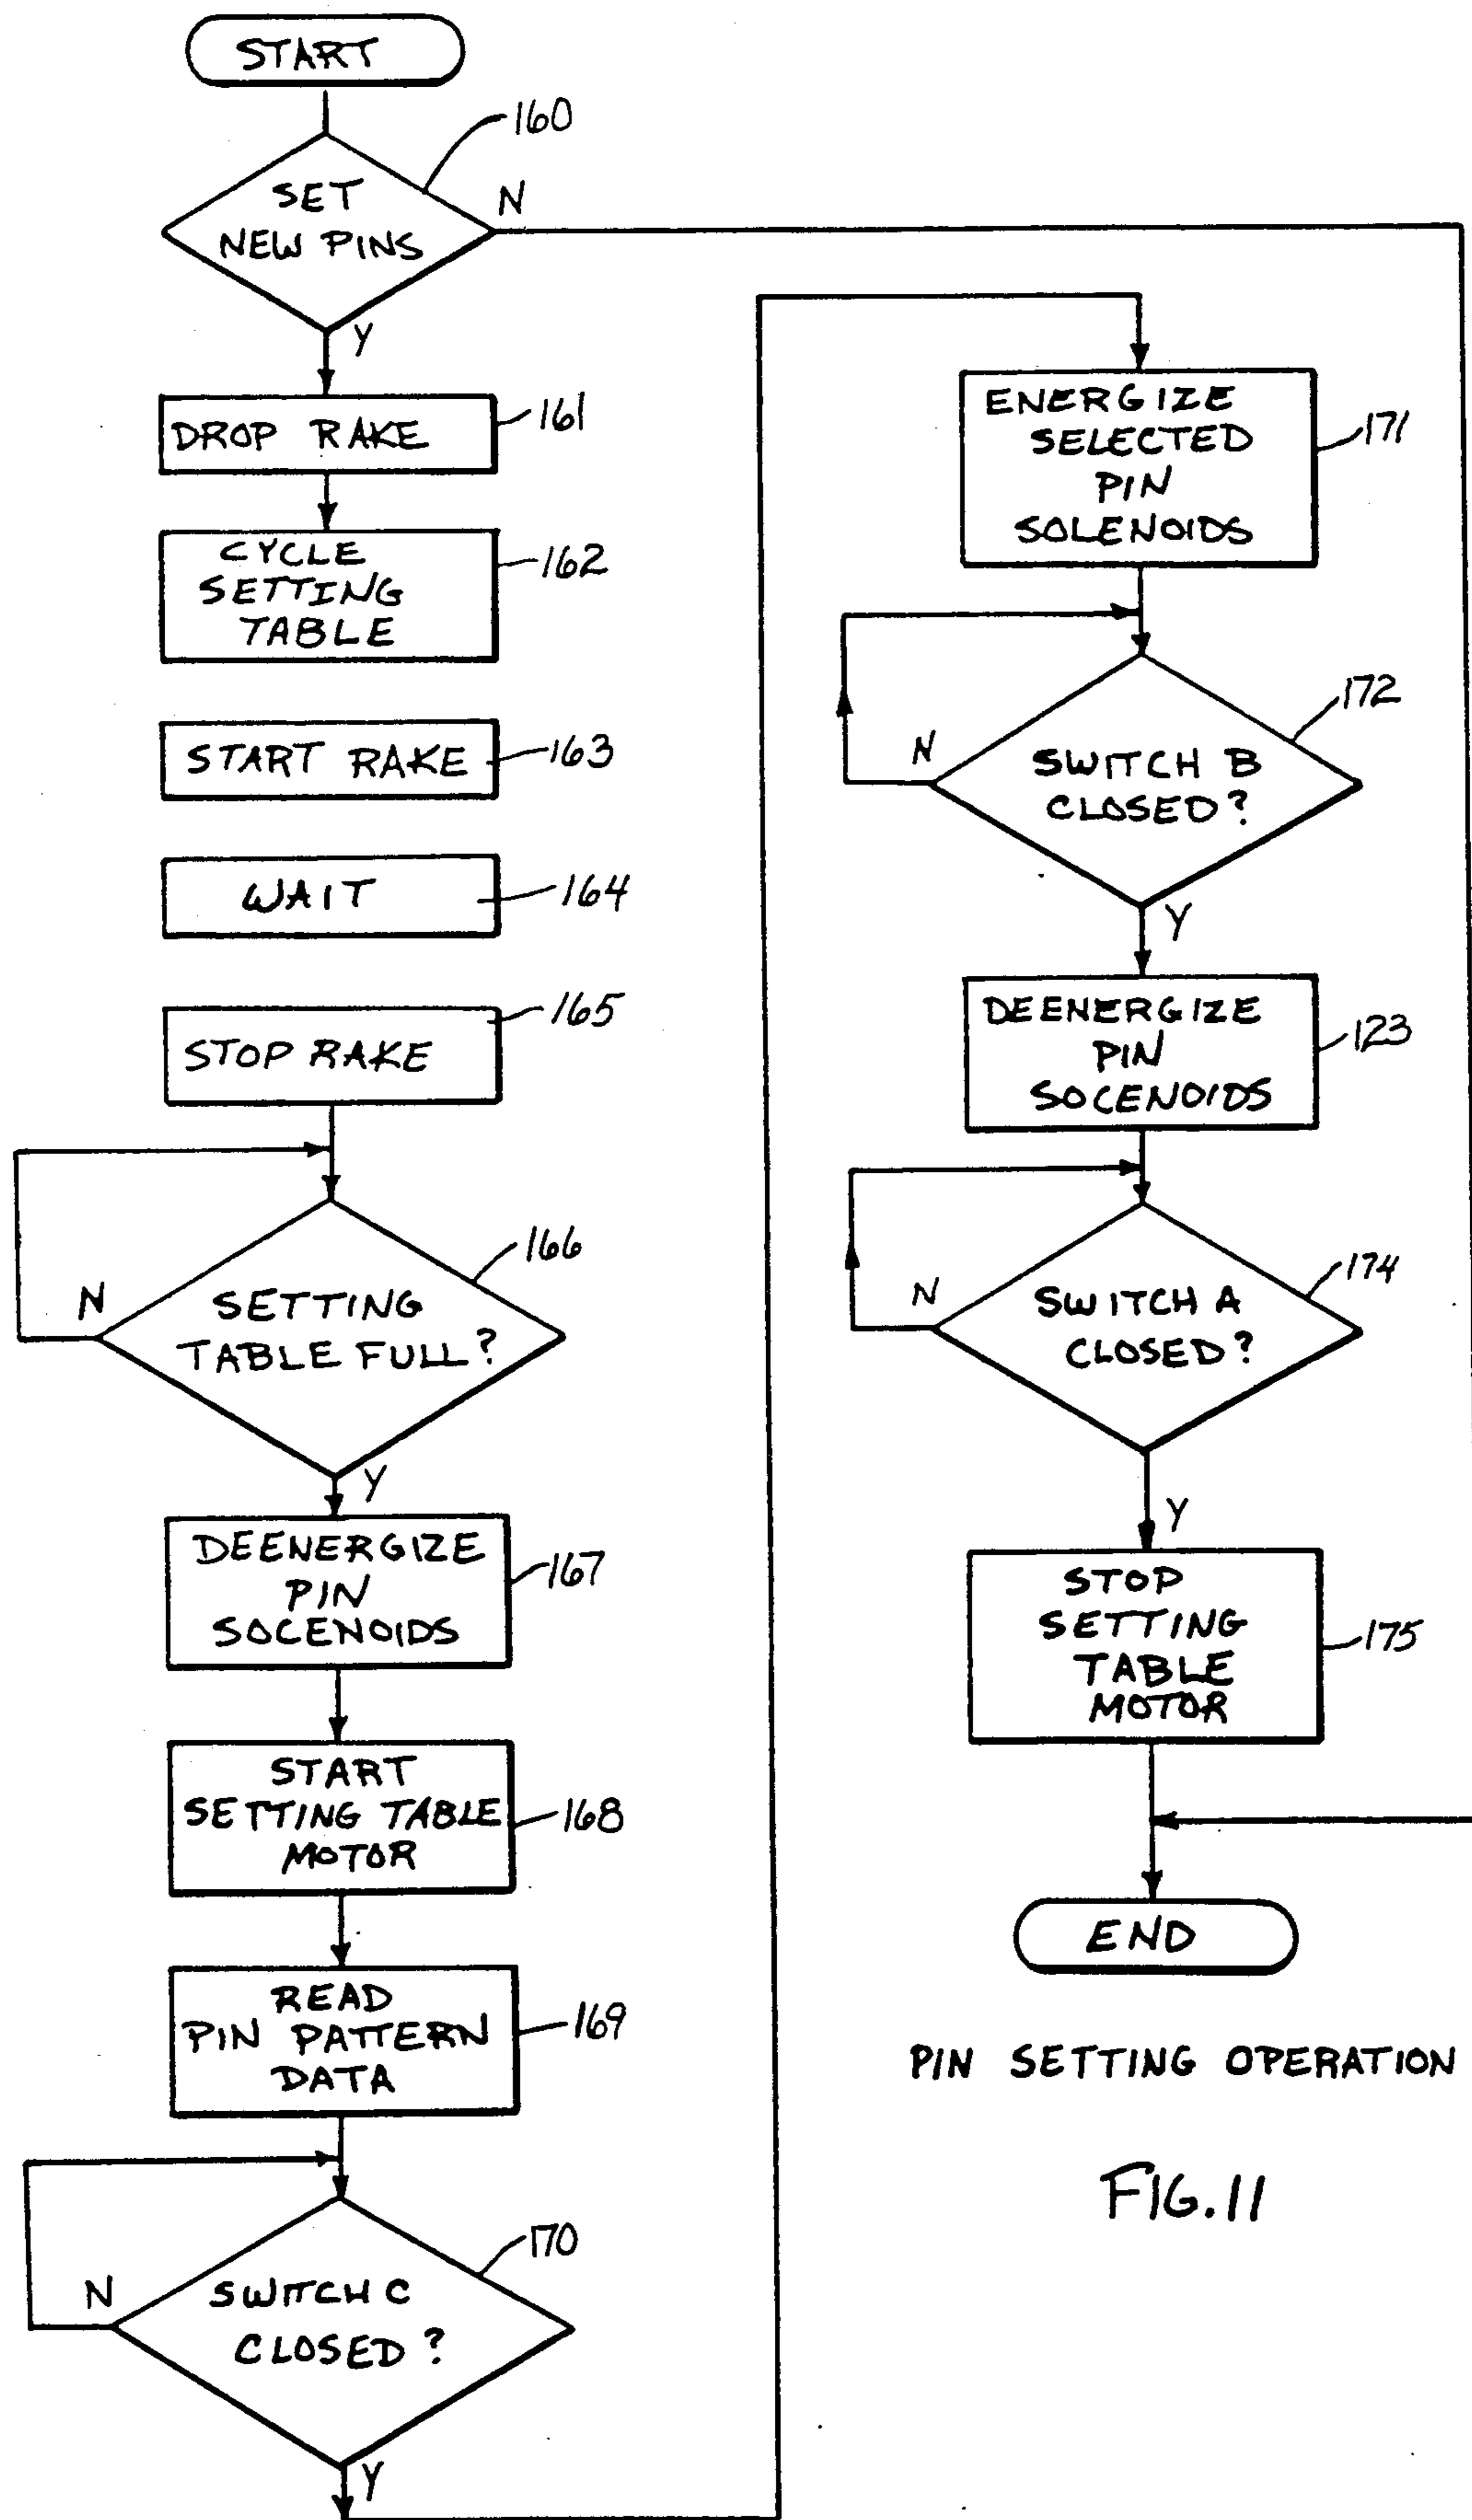 START
160
SET
NEW PINS
N
Y
DROP RAKE
161
CYCLE
SETTING
TABLE
162
START RAKE
163
WAIT
164
STOP RAKE
165
166
SETTING
TABLE FULL?
N
Y
DEENERGIZE
PIN
SOCENOIDS
167
START
SETTING TABLE
MOTOR
168
READ
PIN PATTERN
DATA
169
170
SWITCH C
CLOSED?
N
Y
ENERGIZE
SELECTED
PIN
SOLENOIDS
171
172
SWITCH B
CLOSED?
N
Y
DEENERGIZE
PIN
SOCENOIDS
123
174
SWITCH A
CLOSED?
N
Y
STOP
SETTING
TABLE
MOTOR
175
END
PIN SETTING OPERATION
FIG. 11